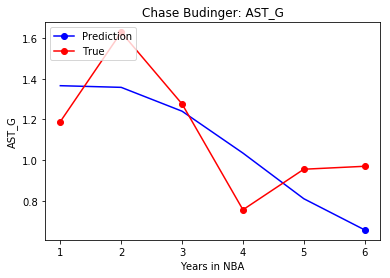 Chase Budinger: AST_G
Prediction
True
1.6
1.4
1.2
1.0
0.8
AST_G
1 2 3 4 5 6
Years in NBA